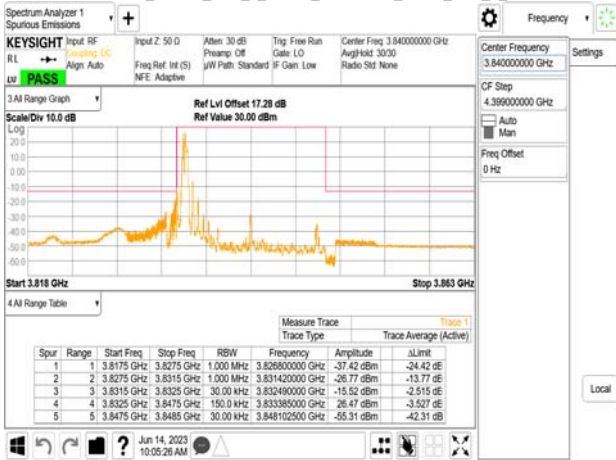 Spectrum Analyzer 1
Spurious Emissions
Frequency
KEYSIGHT
RL
LV PASS
Input: RF
Coupling: DC
Align: Auto
Input Z: 50 Ω
Freq Ref: Int (S)
NFE: Adaptive
Atten: 30 dB
Preamp: Off
µW Path: Standard
Trig: Free Run
Gate: LO
IF Gain: Low
Center Freq: 3.840000000 GHz
Avg|Hold: 30/30
Radio Std: None
Center Frequency
3.840000000 GHz
Settings
CF Step
4.399000000 GHz
Auto
Man
Freq Offset
0 Hz
Local
3 All Range Graph
Scale/Div 10.0 dB
Ref Lvl Offset 17.28 dB
Ref Value 30.00 dBm
Log
20.0
10.0
0.00
-10.0
-20.0
-30.0
-40.0
-50.0
-60.0
Start 3.818 GHz
Stop 3.863 GHz
4 All Range Table
Measure Trace Trace 1
Trace Type Trace Average (Active)
Spur Range Start Freq Stop Freq RBW Frequency Amplitude ΔLimit
1 1 3.8175 GHz 3.8275 GHz 1.000 MHz 3.826800000 GHz -37.42 dBm -24.42 dB
2 2 3.8275 GHz 3.8315 GHz 1.000 MHz 3.831420000 GHz -26.77 dBm -13.77 dB
3 3 3.8315 GHz 3.8325 GHz 30.00 kHz 3.832490000 GHz -15.52 dBm -2.515 dB
4 4 3.8325 GHz 3.8475 GHz 150.0 kHz 3.833385000 GHz 26.47 dBm -3.527 dB
5 5 3.8475 GHz 3.8485 GHz 30.00 kHz 3.848102500 GHz -55.31 dBm -42.31 dB
Jun 14, 2023
10:05:26 AM